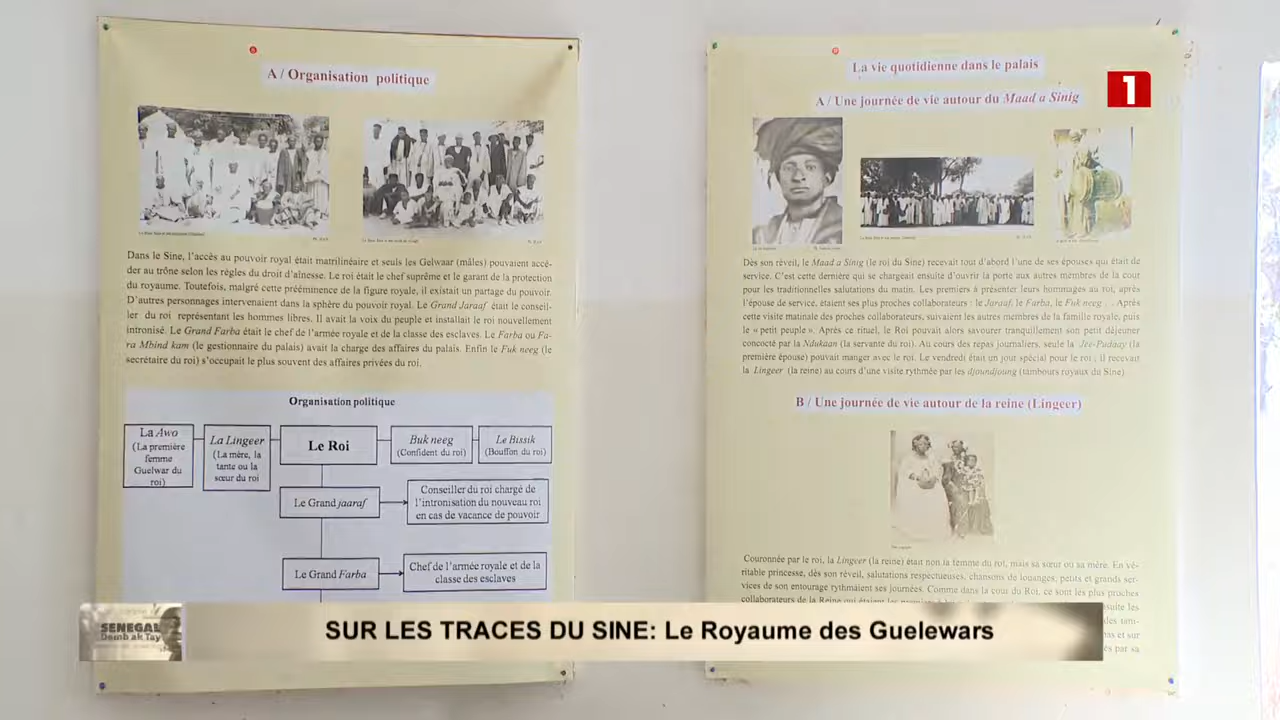 A / Organisation politique
Dans le Sine, l'accès au pouvoir royal était matrilinéaire et seuls les Gelwaar (mâles) pouvaient accé-
der au trône selon les règles du droit d'aînesse. Le roi était le chef suprême et le garant de la protection
du royaume. Toutefois, malgré cette prééminence de la figure royale, il existait un partage du pouvoir.
D'autres personnages intervenaient dans la sphère du pouvoir royal. Le Grand Jaraaf était le conseil-
ler du roi représentant les hommes libres. Il avait la voix du peuple et installait le roi nouvellement
intronisé. Le Grand Farba était le chef de l'armée royale et de la classe des esclaves. Le Farba ou Fa-
ra Mbind kam (le gestionnaire du palais) avait la charge des affaires du palais. Enfin le Fuk neeg (le
secrétaire du roi) s'occupait le plus souvent des affaires privées du roi.
Organisation politique
La Awo
(La première
femme
Guelwar du
roi)
La Lingeer
(La mère, la
tante ou la
sœur du roi
Le Roi
Buk neeg
(Confident du roi)
Le Bissik
(Bouffon du roi)
Le Grand jaaraf
Conseiller du roi chargé de
l'intronisation du nouveau roi
en cas de vacance de pouvoir
Le Grand Farba
Chef de l'armée royale et de la
classe des esclaves
La vie quotidienne dans le palais
A / Une journée de vie autour du Maad a Sinig
1
Dès son réveil, le Maad a Sinig (le roi du Sine) recevait tout d'abord l'une de ses épouses qui était de
service. C'est cette dernière qui se chargeait ensuite d'ouvrir la porte aux autres membres de la cour
pour les traditionnelles salutations du matin. Les premiers à présenter leurs hommages au roi, après
l'épouse de service, étaient ses plus proches collaborateurs : le Jaraaf, le Farba, le Fuk neeg . . Après
cette visite matinale des proches collaborateurs, suivaient les autres membres de la famille royale, puis
le « petit peuple ». Après ce rituel, le Roi pouvait alors savourer tranquillement son petit déjeuner
concocté par la Ndukaan (la servante du roi). Au cours des repas journaliers, seule la Jee-Pudaay (la
première épouse) pouvait manger avec le roi. Le vendredi était un jour spécial pour le roi ; il recevait
la Lingeer (la reine) au cours d'une visite rythmée par les djoundjoung (tambours royaux du Sine)
B / Une journée de vie autour de la reine (Lingeer)
Couronnée par le roi, la Lingeer (la reine) était non la femme du roi, mais sa sœur ou sa mère. En vé-
ritable princesse, dès son réveil, salutations respectueuses, chansons de louanges, petits et grands ser-
vices de son entourage rythmaient ses journées. Comme dans la cour du Roi, ce sont les plus proches
collaborateurs de la Reine qui étaient les
SENEGAL
Demb ak Tay
SUR LES TRACES DU SINE: Le Royaume des Guelewars